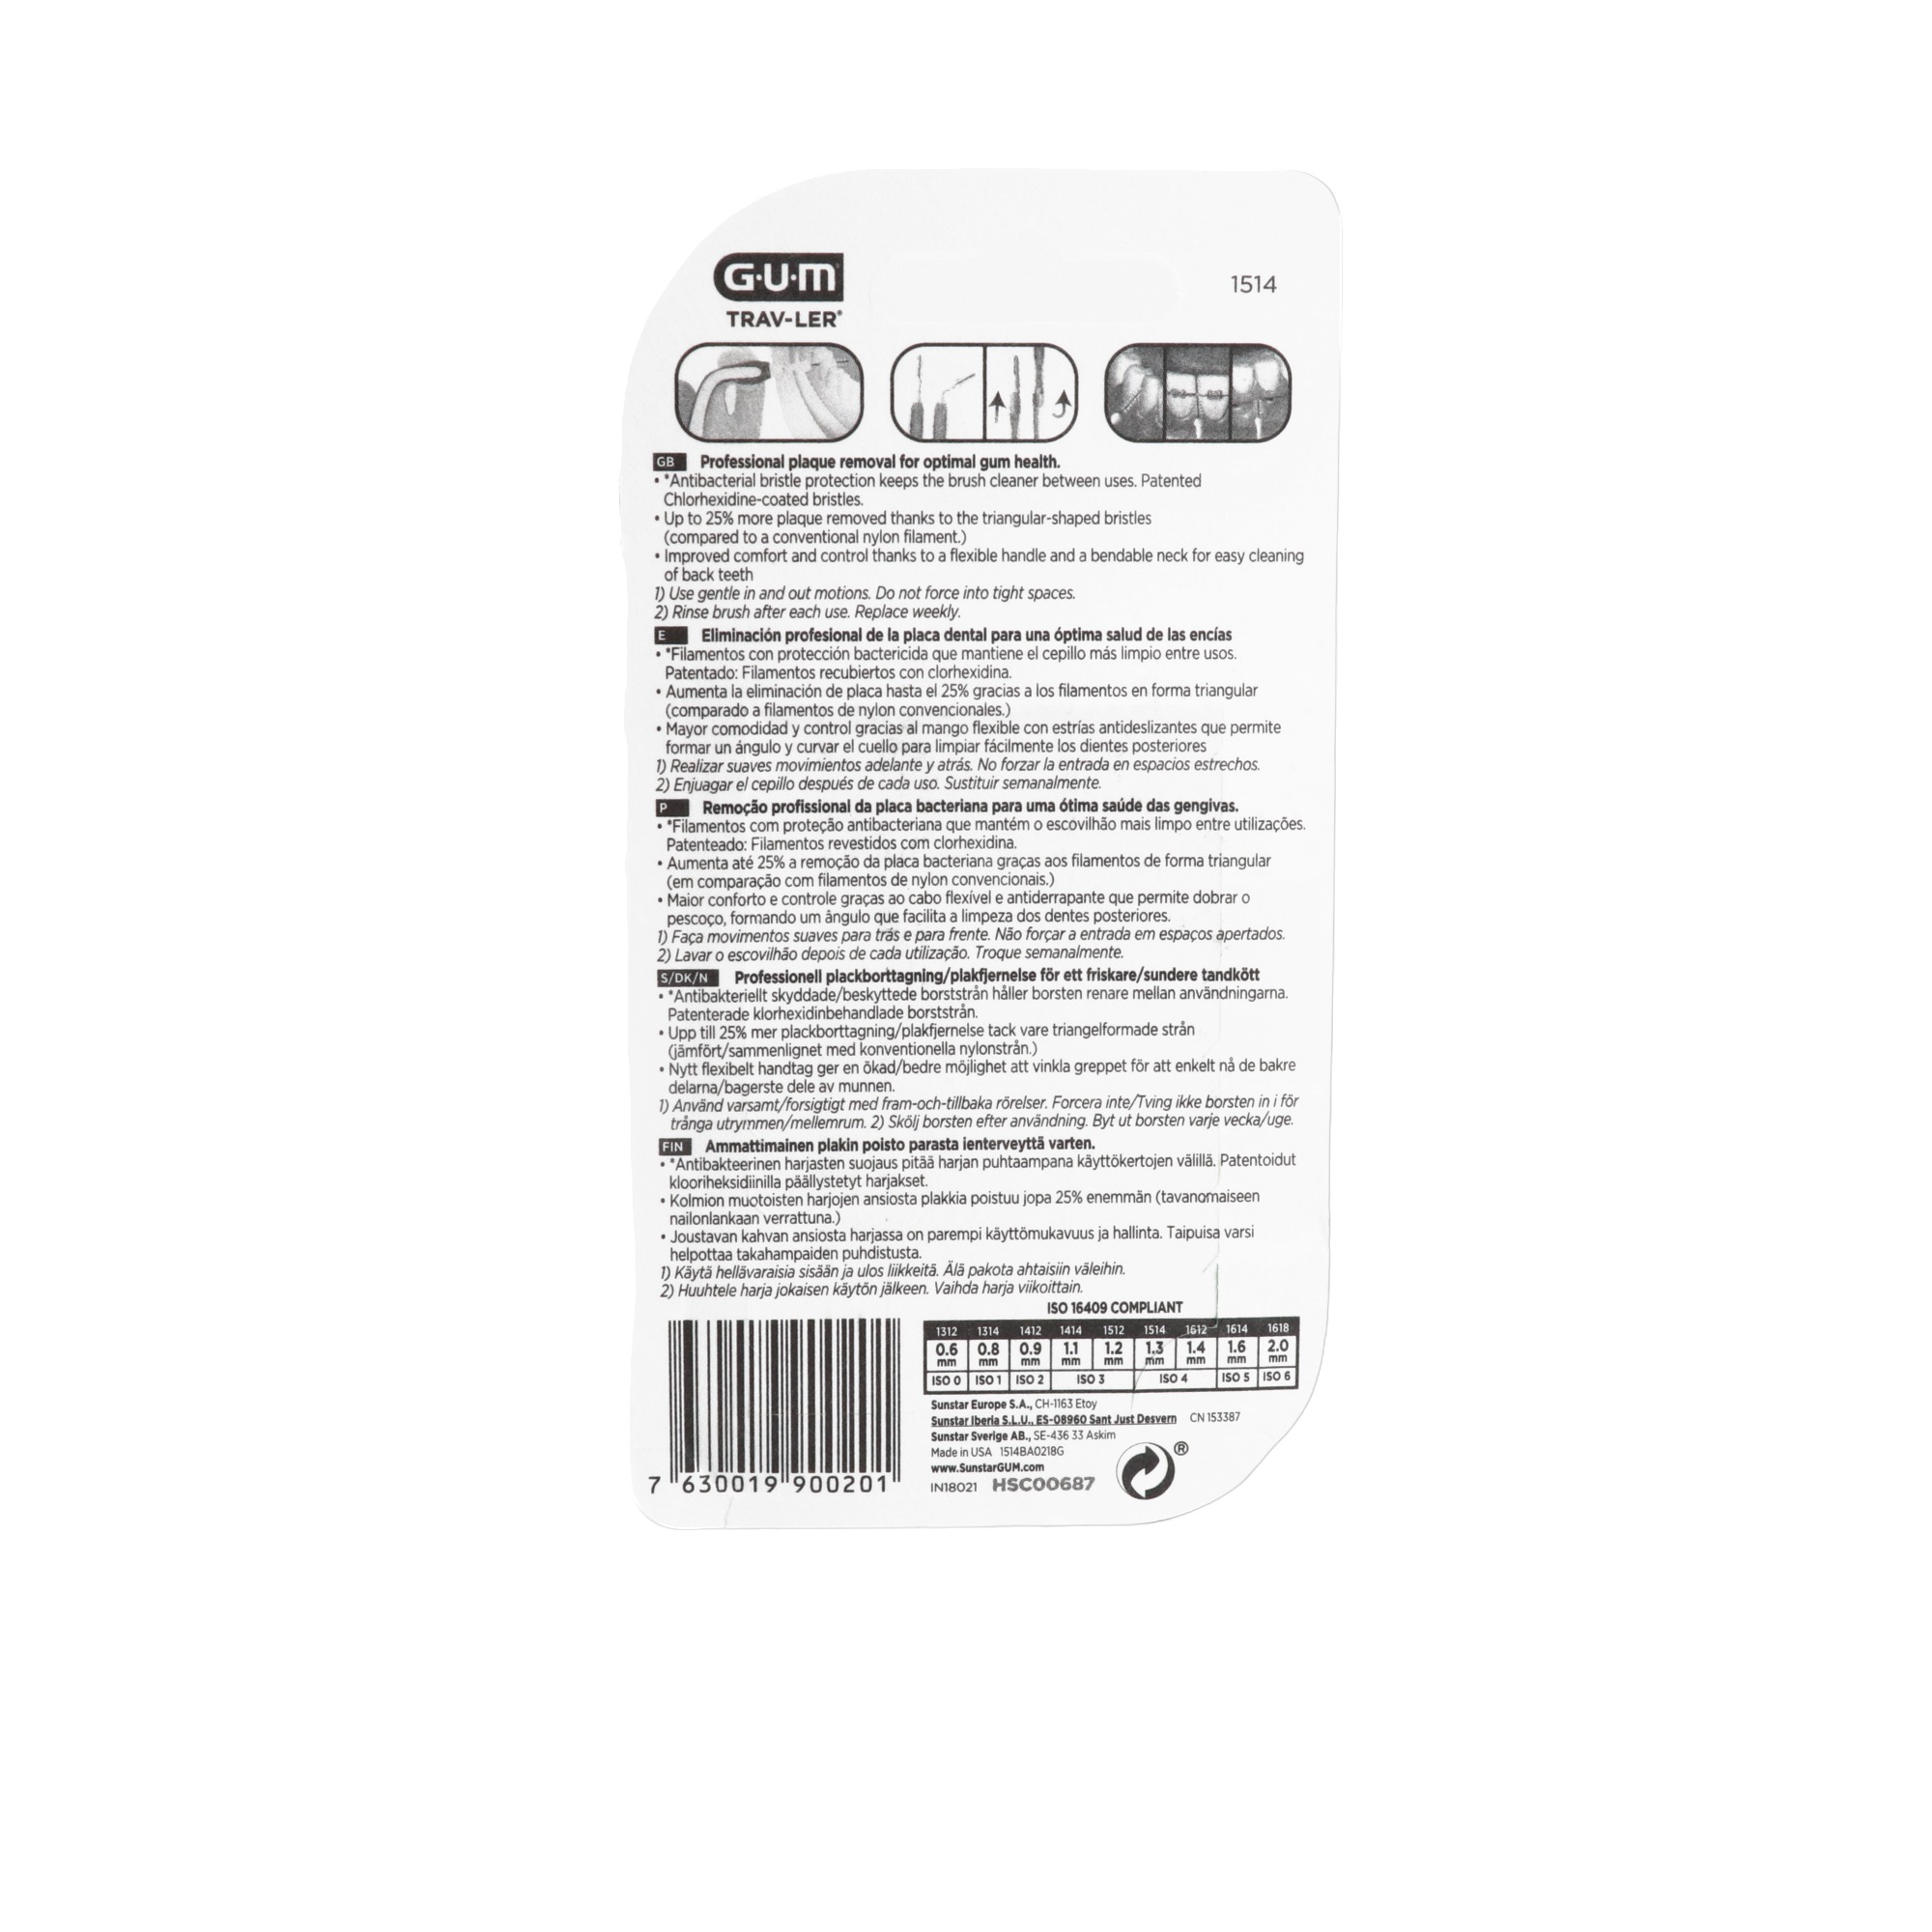 G·U·M
TRAV-LER®
1514
GB Professional plaque removal for optimal gum health.
• *Antibacterial bristle protection keeps the brush cleaner between uses. Patented
Chlorhexidine-coated bristles.
• Up to 25% more plaque removed thanks to the triangular-shaped bristles
(compared to a conventional nylon filament.)
• Improved comfort and control thanks to a flexible handle and a bendable neck for easy cleaning
of back teeth
1) Use gentle in and out motions. Do not force into tight spaces.
2) Rinse brush after each use. Replace weekly.
E Eliminación profesional de la placa dental para una óptima salud de las encías
• *Filamentos con protección bactericida que mantiene el cepillo más limpio entre usos.
Patentado: Filamentos recubiertos con clorhexidina.
• Aumenta la eliminación de placa hasta el 25% gracias a los filamentos en forma triangular
(comparado a filamentos de nylon convencionales.)
• Mayor comodidad y control gracias al mango flexible con estrías antideslizantes que permite
formar un ángulo y curvar el cuello para limpiar fácilmente los dientes posteriores
1) Realizar suaves movimientos adelante y atrás. No forzar la entrada en espacios estrechos.
2) Enjuagar el cepillo después de cada uso. Sustituir semanalmente.
P Remoção profissional da placa bacteriana para uma ótima saúde das gengivas.
• *Filamentos com proteção antibacteriana que mantém o escovilhão mais limpo entre utilizações.
Patenteado: Filamentos revestidos com clorhexidina.
• Aumenta até 25% a remoção da placa bacteriana graças aos filamentos de forma triangular
(em comparação com filamentos de nylon convencionais.)
• Maior conforto e controle graças ao cabo flexível e antiderrapante que permite dobrar o
pescoço, formando um ângulo que facilita a limpeza dos dentes posteriores.
1) Faça movimentos suaves para trás e para frente. Não forçar a entrada em espaços apertados.
2) Lavar o escovilhão depois de cada utilização. Troque semanalmente.
S/DK/N Professionell plackborttagning/plakfjernelse för ett friskare/sundere tandkött
• *Antibakteriellt skyddade/beskyttede borststrån håller borsten renare mellan användningarna.
Patenterade klorhexidinbehandlade borststrån.
• Upp till 25% mer plackborttagning/plakfjernelse tack vare triangelformade strån
(jämfört/sammenlignet med konventionella nylonstrån.)
• Nytt flexibelt handtag ger en ökad/bedre möjlighet att vinkla greppet för att enkelt nå de bakre
delarna/bagerste dele av munnen.
1) Använd varsamt/forsigtigt med fram-och-tillbaka rörelser. Forcera inte/Tving ikke borsten in i för
trånga utrymmen/mellemrum. 2) Skölj borsten efter användning. Byt ut borsten varje vecka/uge.
FIN Ammattimainen plakin poisto parasta ienterveyttä varten.
• *Antibakteerinen harjasten suojaus pitää harjan puhtaampana käyttökertojen välillä. Patentoidut
klooriheksidiinilla päällystetyt harjakset.
• Kolmion muotoisten harjojen ansiosta plakkia poistuu jopa 25% enemmän (tavanomaiseen
nailonlankaan verrattuna.)
• Joustavan kahvan ansiosta harjassa on parempi käyttömukavuus ja hallinta. Taipuisa varsi
helpottaa takahampaiden puhdistusta.
1) Käytä hellävaraisia sisään ja ulos liikkeitä. Älä pakota ahtaisiin väleihin.
2) Huuhtele harja jokaisen käytön jälkeen. Vaihda harja viikoittain.
ISO 16409 COMPLIANT
1312 1314 1412 1414 1512 1514 1612 1614 1618
0.6 0.8 0.9 1.1 1.2 1.3 1.4 1.6 2.0
mm mm mm mm mm mm mm mm mm
ISO 0 ISO 1 ISO 2 ISO 3 ISO 4 ISO 5 ISO 6
Sunstar Europe S.A., CH-1163 Etoy
Sunstar Iberia S.L.U., ES-08960 Sant Just Desvern CN 153387
Sunstar Sverige AB., SE-436 33 Askim
Made in USA 1514BA0218G
www.SunstarGUM.com
IN18021 HSC00687
®
7 630019 900201